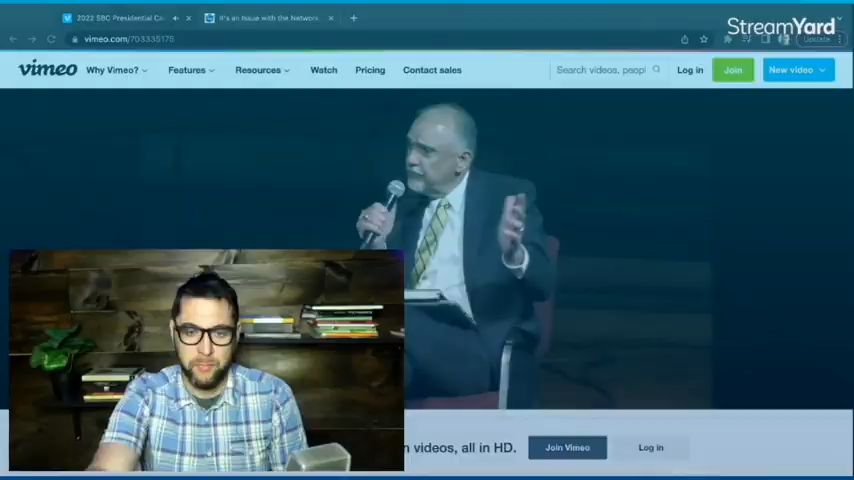 2022 SBC Presidential Ca
It's an Issue with the Network
StreamYard
vimeo.com/703335175
Update
vimeo
Why Vimeo?
Features
Resources
Watch
Pricing
Contact sales
Search videos, peopl
Log in
Join
New video
n videos, all in HD.
Join Vimeo
Log in